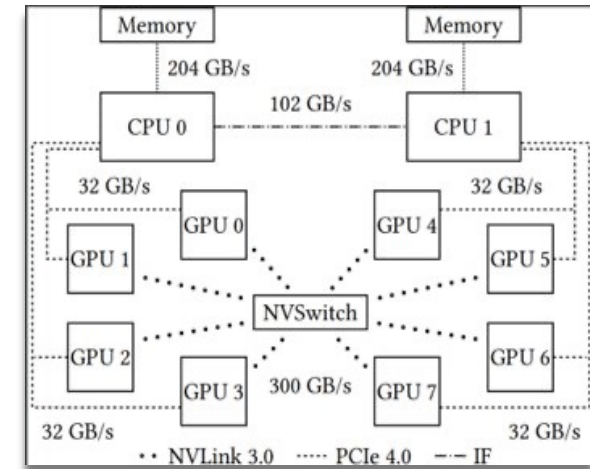 Memory Memory
204 GB/s 204 GB/s
102 GB/s
CPU 0 CPU 1
32 GB/s 32 GB/s
GPU 0 GPU 4
GPU 1 GPU 5
NVSwitch
GPU 2 GPU 6
GPU 3 300 GB/s GPU 7
32 GB/s 32 GB/s
NVLink 3.0 PCIe 4.0 IF